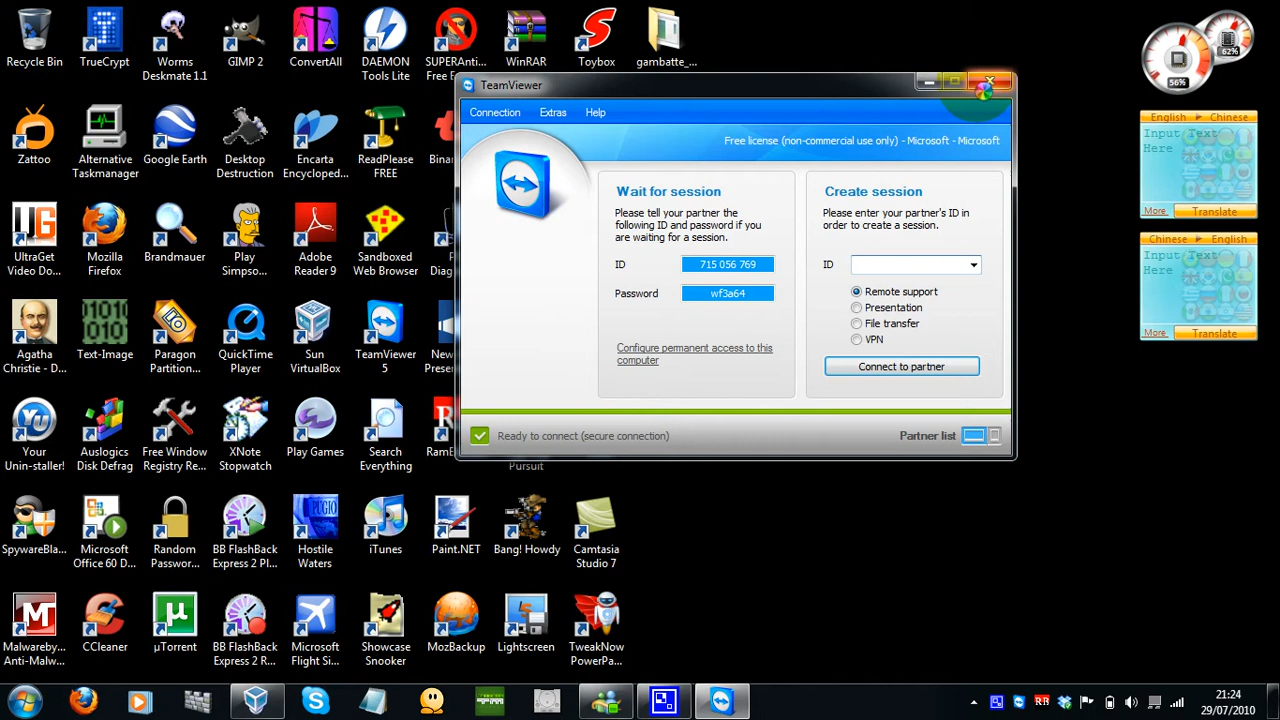 Recycle Bin
TrueCrypt
Worms
Deskmate 1.1
GIMP 2
ConvertAll
DAEMON
Tools Lite
SUPERAnti...
Free E
WinRAR
Toybox
gambatte_...
Zattoo
Alternative
Taskmanager
Google Earth
Desktop
Destruction
Encarta
Encycloped...
ReadPlease
FREE
UltraGet
Video Do...
Mozilla
Firefox
Brandmauer
Play
Simpso...
Adobe
Reader 9
Sandboxed
Web Browser
Agatha
Christie - D...
Text-Image
Paragon
Partition...
QuickTime
Player
Sun
VirtualBox
TeamViewer
5
New
Presen
Your
Unin-staller!
Auslogics
Disk Defrag
Free Window
Registry Re...
XNote
Stopwatch
Play Games
Search
Everything
Pursuit
SpywareBla...
Microsoft
Office 60 D...
Random
Passwor...
BB FlashBack
Express 2 Pl...
Hostile
Waters
iTunes
Paint.NET
Bang! Howdy
Camtasia
Studio 7
Malwareby...
Anti-Malw...
CCleaner
µTorrent
BB FlashBack
Express 2 R...
Microsoft
Flight Si...
Showcase
Snooker
MozBackup
Lightscreen
TweakNow
PowerPa...
TeamViewer
Connection Extras Help
Free license (non-commercial use only) - Microsoft - Microsoft
Wait for session
Please tell your partner the
following ID and password if you
are waiting for a session.
ID 715 056 769
Password wf3a64
Configure permanent access to this
computer
Create session
Please enter your partner's ID in
order to create a session.
ID
Remote support
Presentation
File transfer
VPN
Connect to partner
Ready to connect (secure connection)
Partner list
56%
62%
English Chinese
Input Text
Here
More Translate
Chinese English
Input Text
Here
More Translate
21:24
29/07/2010